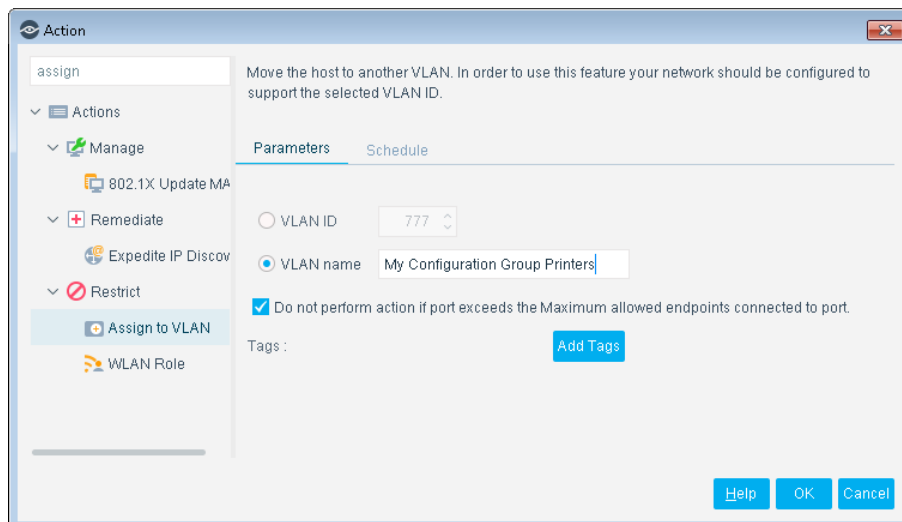 Action
assign
Move the host to another VLAN. In order to use this feature your network should be configured to
support the selected VLAN ID.
Actions
Manage
802.1X Update MA
Remediate
Expedite IP Discov
Restrict
Assign to VLAN
WLAN Role
Parameters
Schedule
VLAN ID
777
VLAN name
My Configuration Group Printers
Do not perform action if port exceeds the Maximum allowed endpoints connected to port.
Tags :
Add Tags
Help
OK
Cancel